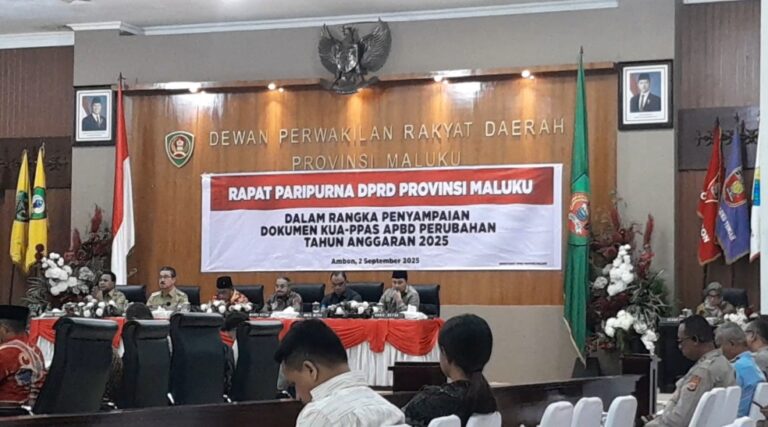 DEWAN PERWAKILAN RAKYAT DAERAH
PROVINSI MALUKU
RAPAT PARIPURNA DPRD PROVINSI MALUKU
DALAM RANGKA PENYAMPAIAN
DOKUMEN KUA-PPAS APBD PERUBAHAN
TAHUN ANGGARAN 2025
Ambon, 2 September 2025